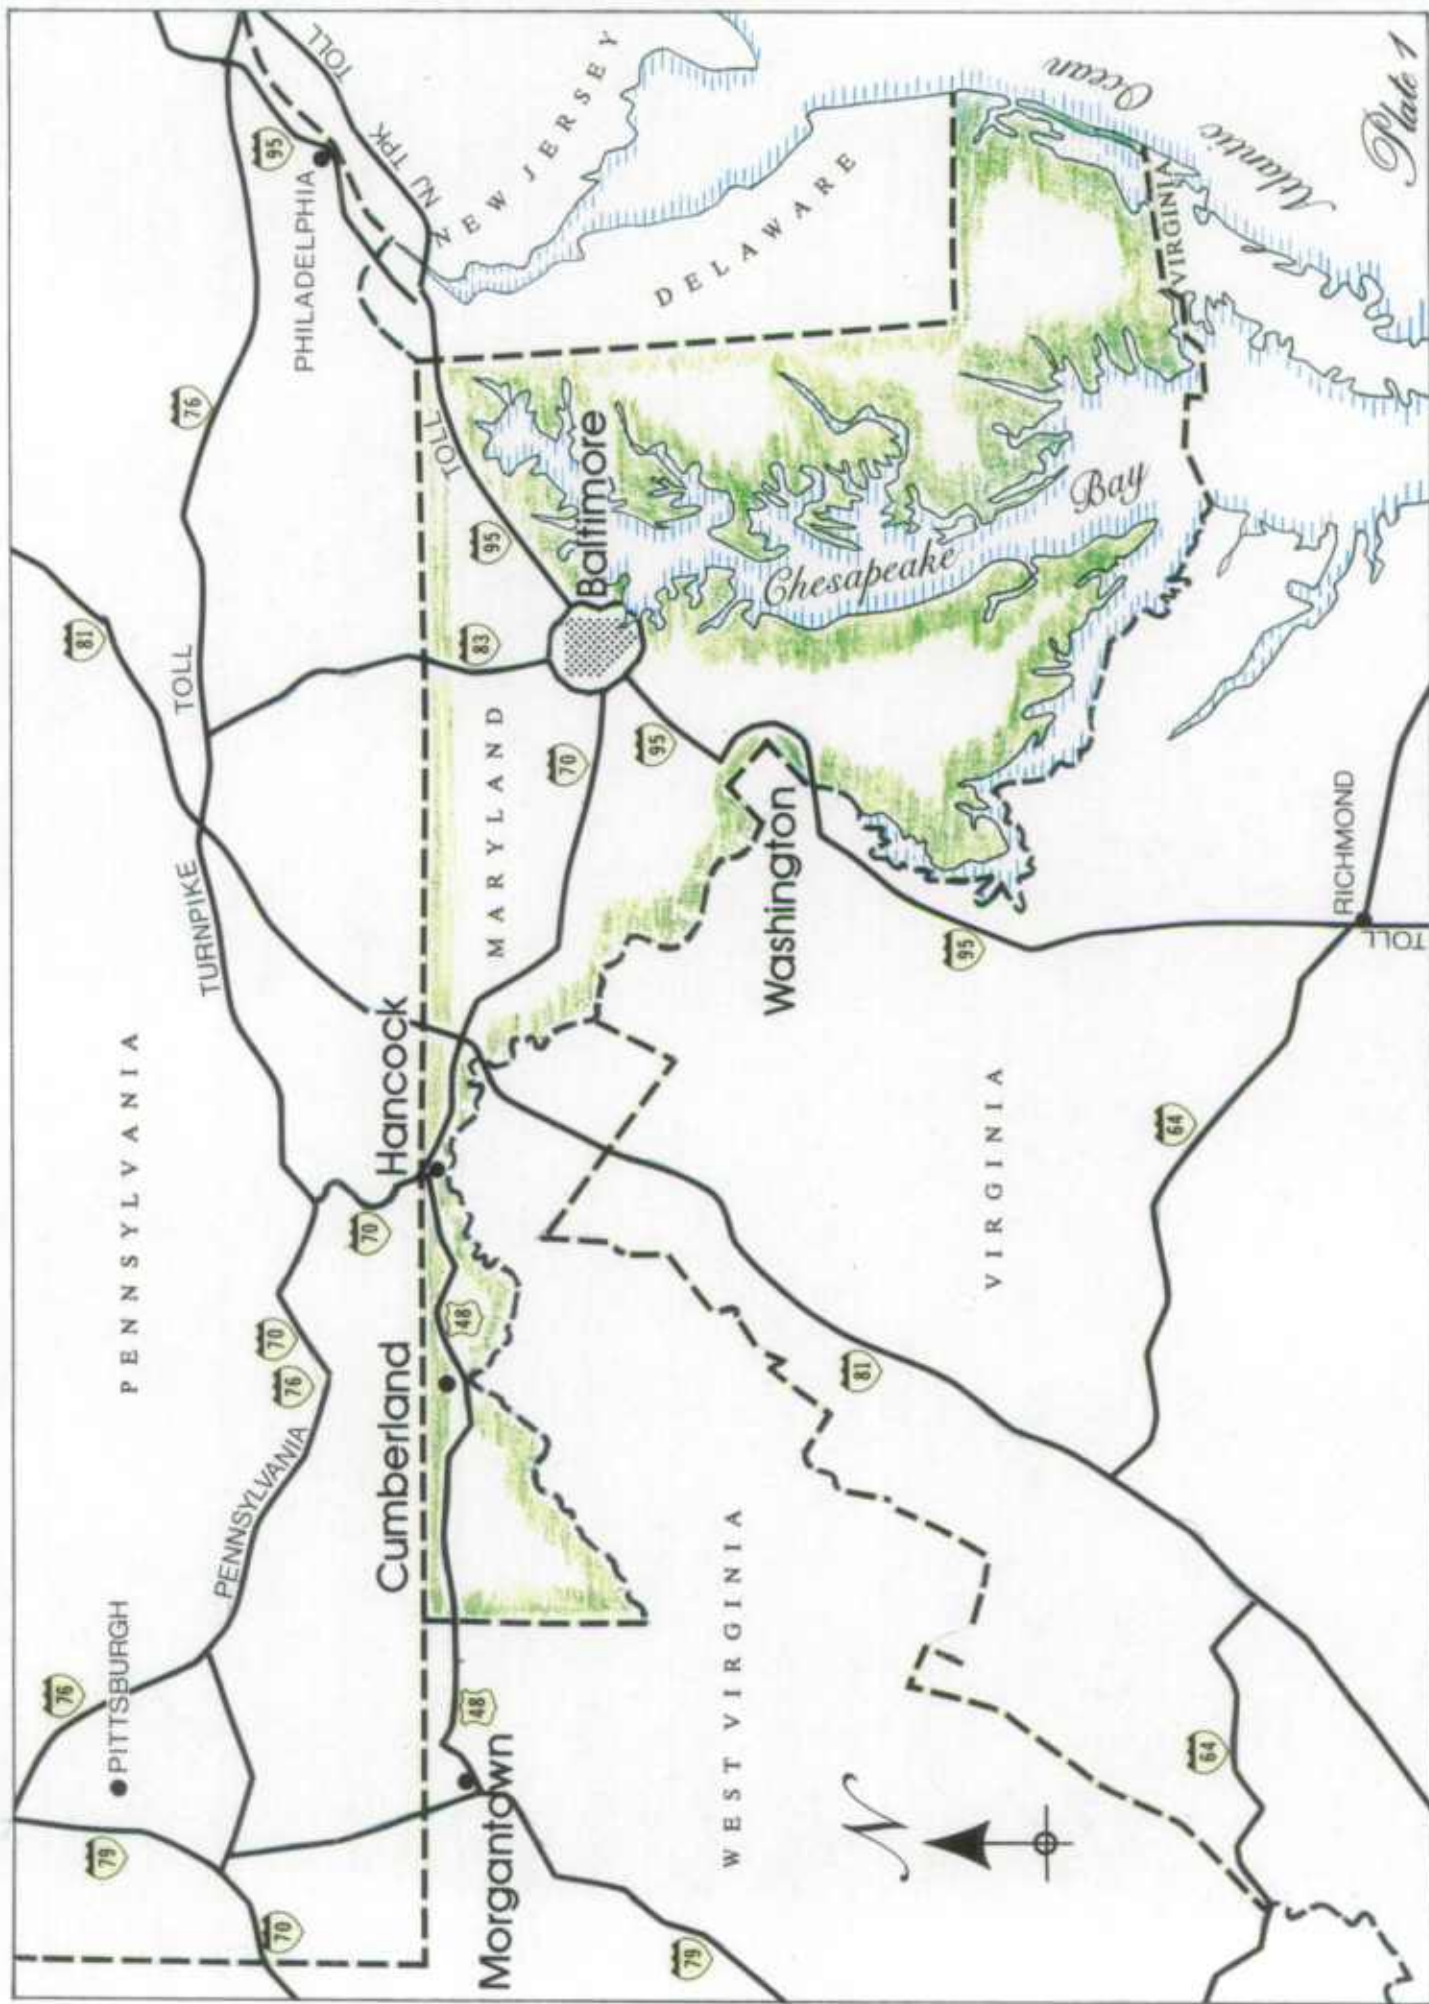 PENNSYLVANIA
PITTSBURGH
76
79
70
PENNSYLVANIA
76
70
70
TURNPIKE
TOLL
81
76
PHILADELPHIA
95
TOLL
NJ TPK
NEW JERSEY
DELAWARE
Morgantown
48
Cumberland
48
Hancock
MARYLAND
83
95
TOLL
70
Baltimore
95
Washington
Chesapeake
Bay
Atlantic
Ocean
VIRGINIA
79
WEST VIRGINIA
81
VIRGINIA
95
64
64
RICHMOND
TOLL
N
Plate 1